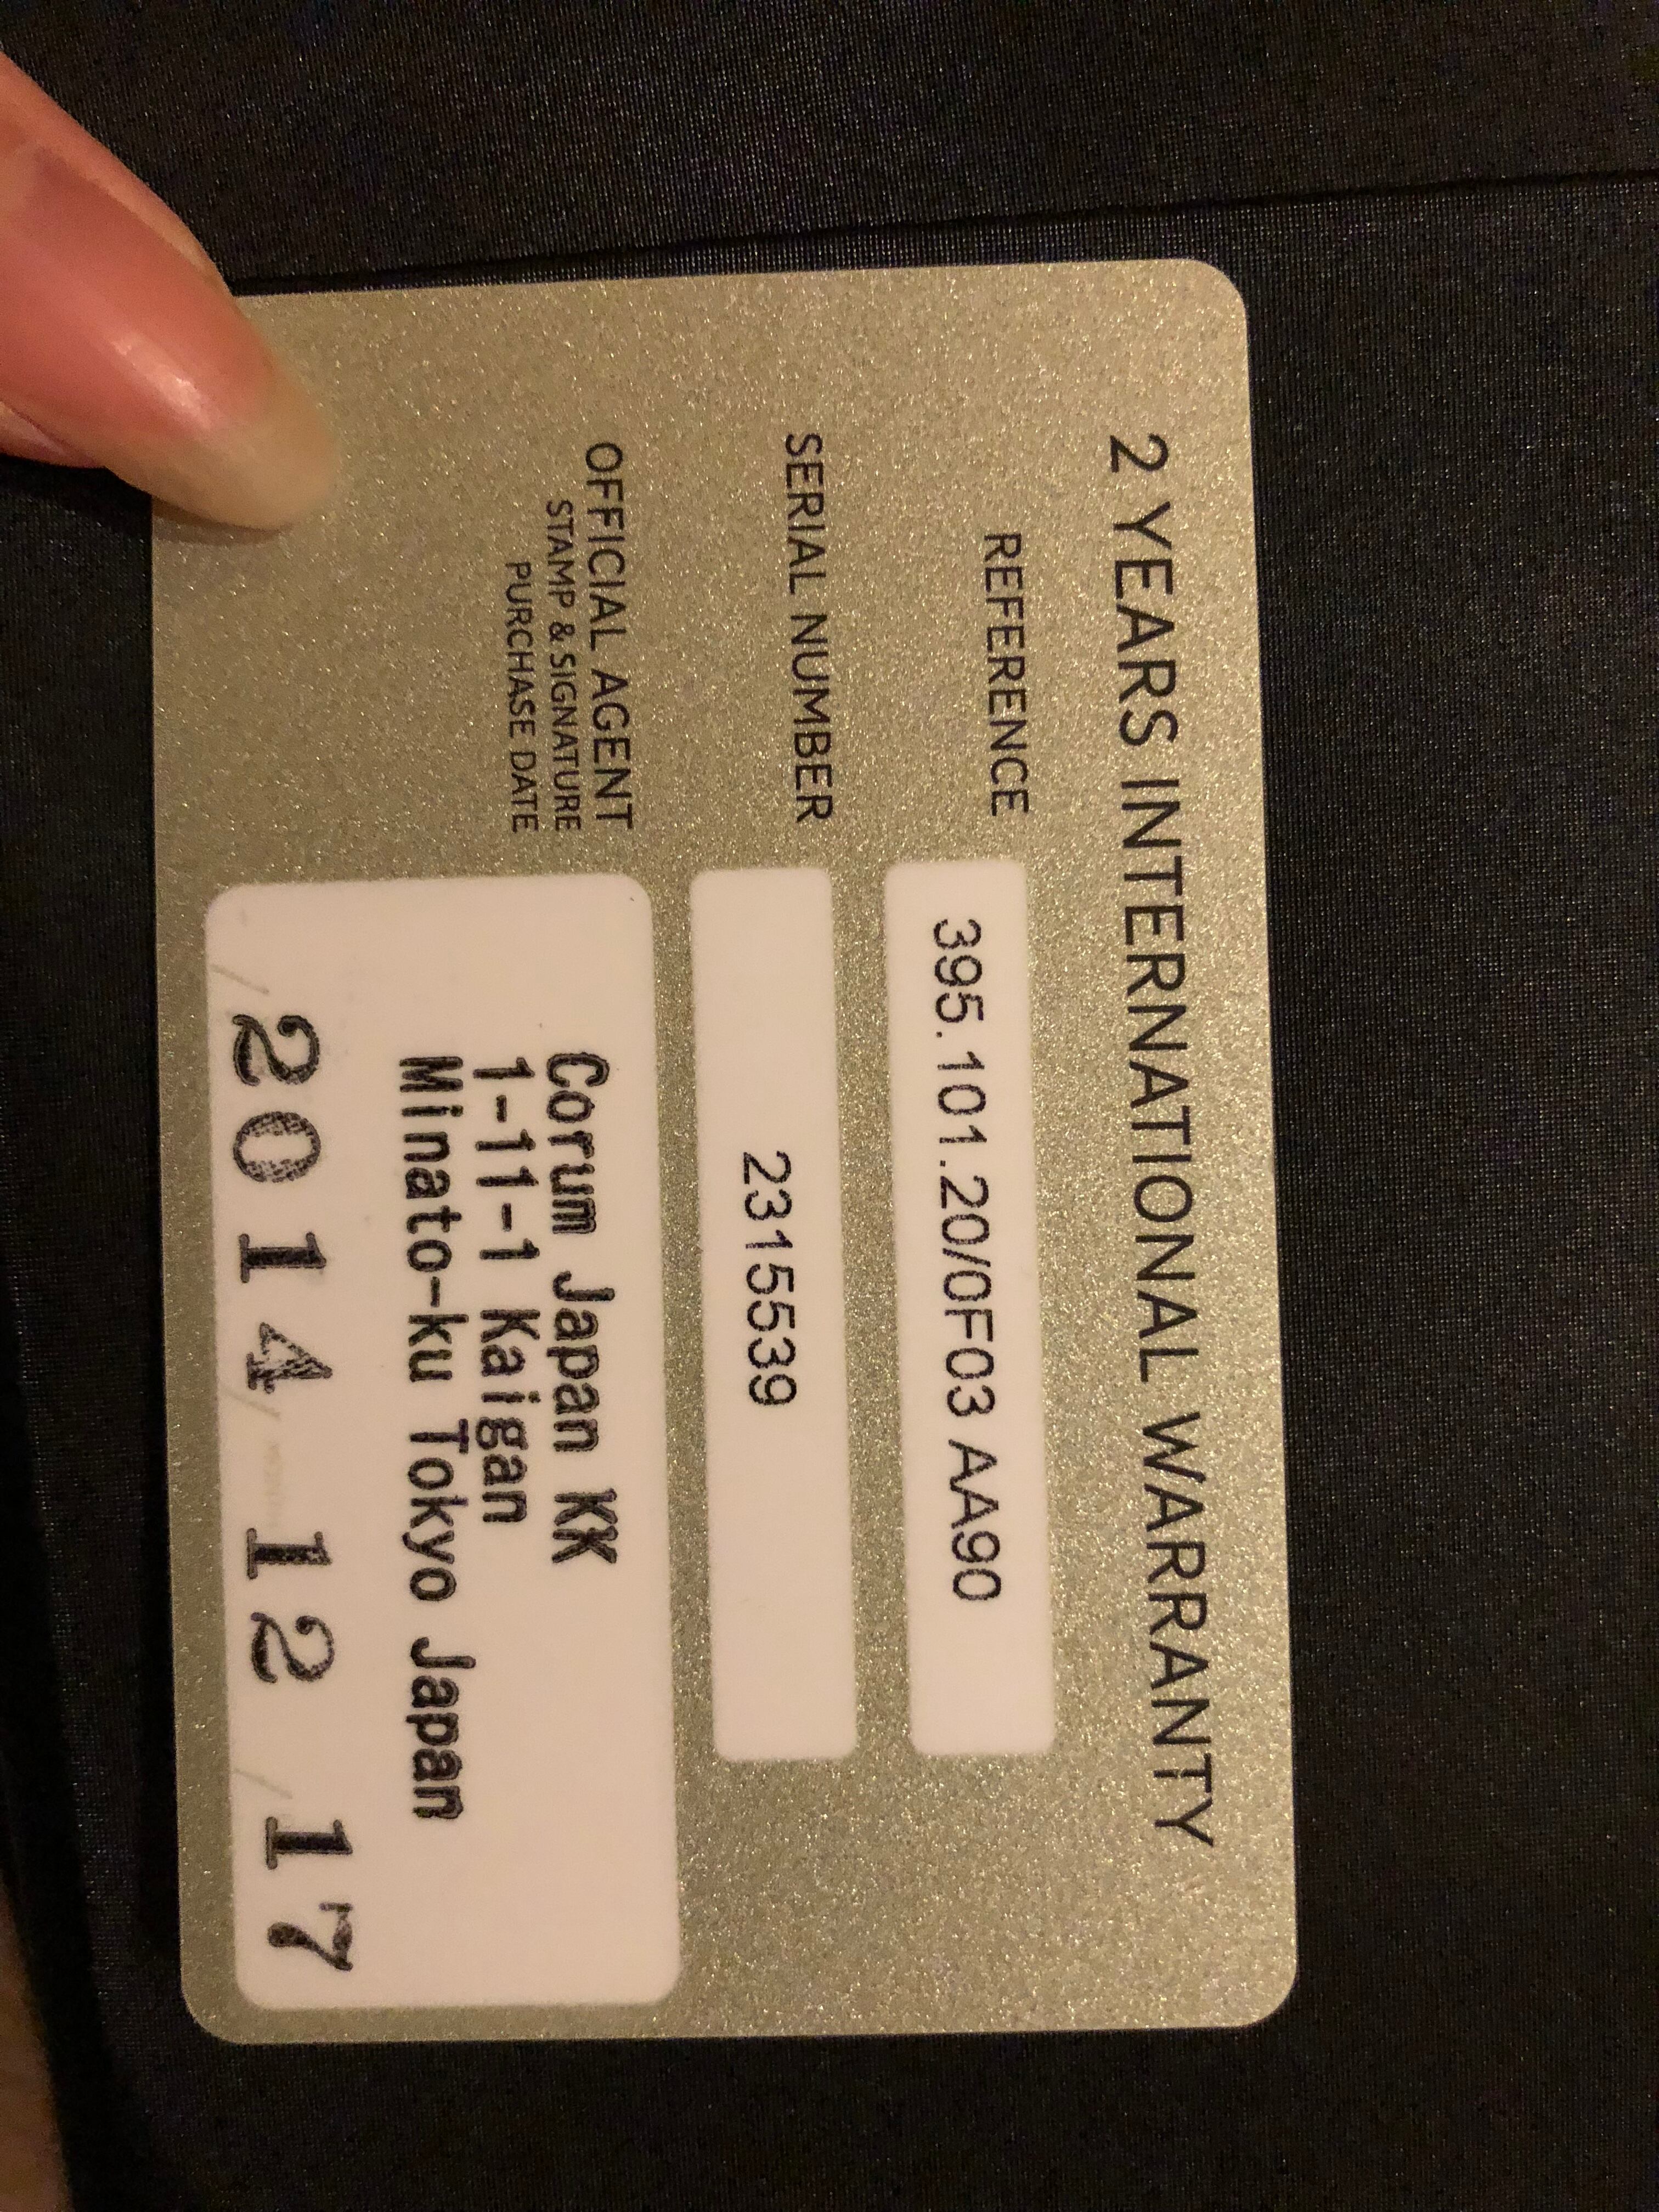 2 YEARS INTERNATIONAL WARRANTY
REFERENCE
395.101.20/0F03 AA90
SERIAL NUMBER
2315539
OFFICIAL AGENT
STAMP & SIGNATURE
PURCHASE DATE
Corum Japan KK
1-11-1 Kaigan
Minato-ku Tokyo Japan
/2014/12/17